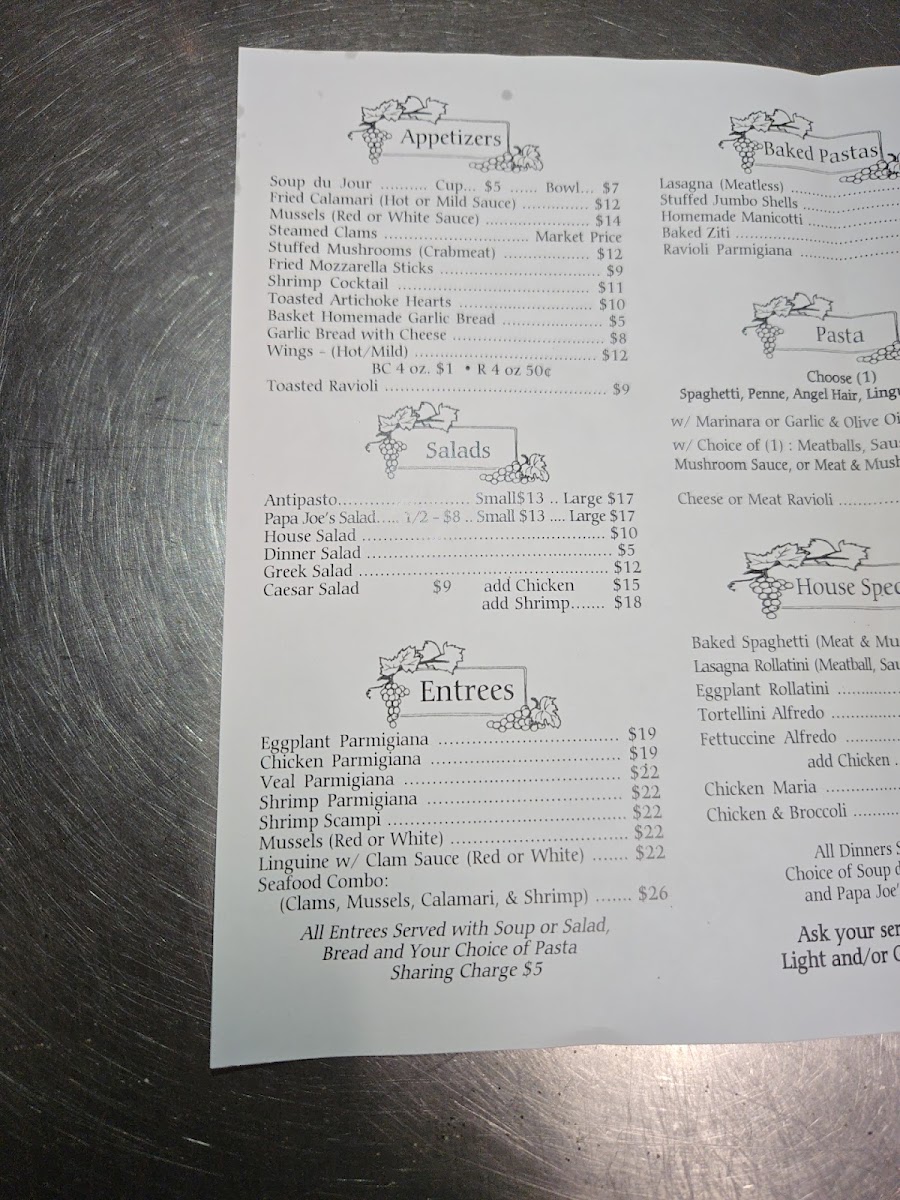 Appetizers
Soup du Jour .......... Cup... $5 ...... Bowl... $7
Fried Calamari (Hot or Mild Sauce) ............. $12
Mussels (Red or White Sauce) ..................... $14
Steamed Clams ............................. Market Price
Stuffed Mushrooms (Crabmeat) ................. $12
Fried Mozzarella Sticks ................................ $9
Shrimp Cocktail ...................................... $11
Toasted Artichoke Hearts ........................... $10
Basket Homemade Garlic Bread .................... $5
Garlic Bread with Cheese .............................. $8
Wings - (Hot/Mild) ..................................... $12
BC 4 oz. $1 • R 4 oz 50¢
Toasted Ravioli ............................................ $9
Salads
Antipasto.......................... Small$13 .. Large $17
Papa Joe's Salad..... 1/2 - $8 .. Small $13 .... Large $17
House Salad ................................................ $10
Dinner Salad ................................................. $5
Greek Salad ................................................. $12
Caesar Salad $9 add Chicken $15
add Shrimp....... $18
Entrees
Eggplant Parmigiana .................................... $19
Chicken Parmigiana ...................................... $19
Veal Parmigiana ........................................... $22
Shrimp Parmigiana ....................................... $22
Shrimp Scampi ............................................. $22
Mussels (Red or White) .................................. $22
Linguine w/ Clam Sauce (Red or White) ....... $22
Seafood Combo:
(Clams, Mussels, Calamari, & Shrimp) ....... $26
All Entrees Served with Soup or Salad,
Bread and Your Choice of Pasta
Sharing Charge $5
Baked Pastas
Lasagna (Meatless) ......................
Stuffed Jumbo Shells ...................
Homemade Manicotti ..................
Baked Ziti ................................
Ravioli Parmigiana ....................
Pasta
Choose (1)
Spaghetti, Penne, Angel Hair,
w/ Marinara or Garlic & Olive
w/ Choice of (1) : Meatballs,
Mushroom Sauce, or Meat &
Cheese or Meat Ravioli ............
House
Baked Spaghetti (Meat &
Lasagna Rollatini (Meatball,
Eggplant Rollatini ............
Tortellini Alfredo .............
Fettuccine Alfredo ..........
add Chicken .
Chicken Maria ..............
Chicken & Broccoli .........
All Dinners
Choice of Soup
and Papa Joe'
Ask your
Light and/or